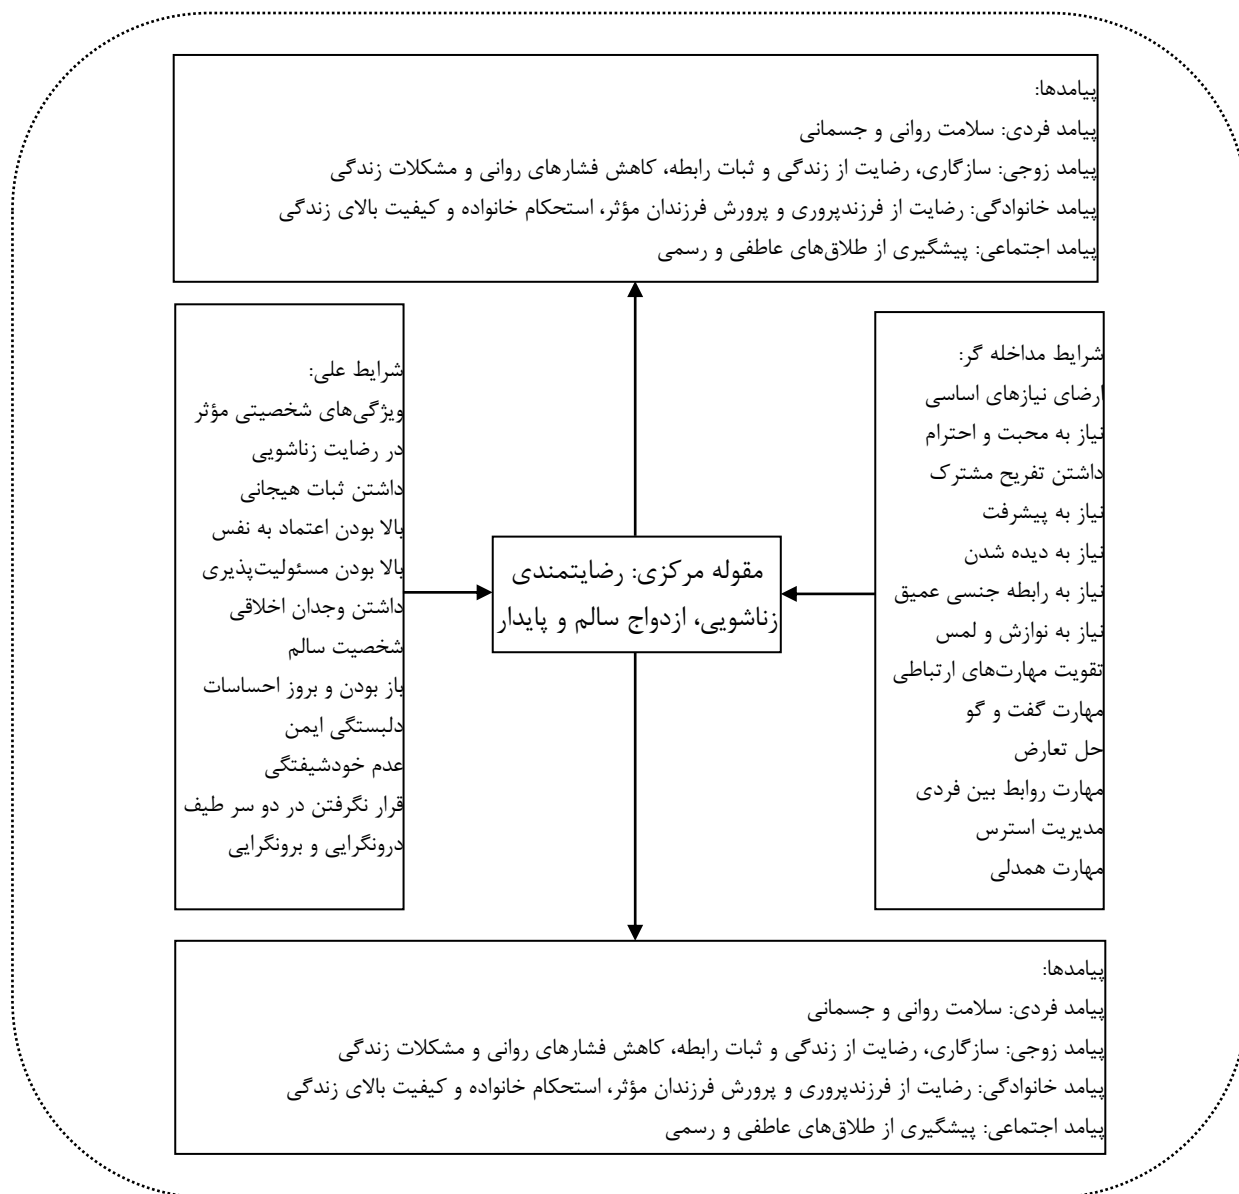 پیامدها:
پیامد فردی: سلامت روانی و جسمانی
پیامد زوجی: سازگاری، رضایت از زندگی و ثبات رابطه، کاهش فشارهای روانی و مشکلات زندگی
پیامد خانوادگی: رضایت از فرزندپروری و پرورش فرزندان مؤثر، استحکام خانواده و کیفیت بالای زندگی
پیامد اجتماعی: پیشگیری از طلاق‌های عاطفی و رسمی
شرایط مداخله گر:
ارضای نیازهای اساسی
نیاز به محبت و احترام
داشتن تفریح مشترک
نیاز به پیشرفت
نیاز به دیده شدن
نیاز به رابطه جنسی عمیق
نیاز به نوازش و لمس
تقویت مهارت‌های ارتباطی
مهارت گفت و گو
حل تعارض
مهارت روابط بین فردی
مدیریت استرس
مهارت همدلی
مقوله مرکزی: رضایتمندی
زناشویی، ازدواج سالم و پایدار
شرایط علی:
ویژگی‌های شخصیتی مؤثر
در رضایت زناشویی
داشتن ثبات هیجانی
بالا بودن اعتماد به نفس
بالا بودن مسئولیت‌پذیری
داشتن وجدان اخلاقی
شخصیت سالم
باز بودن و بروز احساسات
دلبستگی ایمن
عدم خودشیفتگی
قرار نگرفتن در دو سر طیف
درونگرایی و برونگرایی
پیامدها:
پیامد فردی: سلامت روانی و جسمانی
پیامد زوجی: سازگاری، رضایت از زندگی و ثبات رابطه، کاهش فشارهای روانی و مشکلات زندگی
پیامد خانوادگی: رضایت از فرزندپروری و پرورش فرزندان مؤثر، استحکام خانواده و کیفیت بالای زندگی
پیامد اجتماعی: پیشگیری از طلاق‌های عاطفی و رسمی